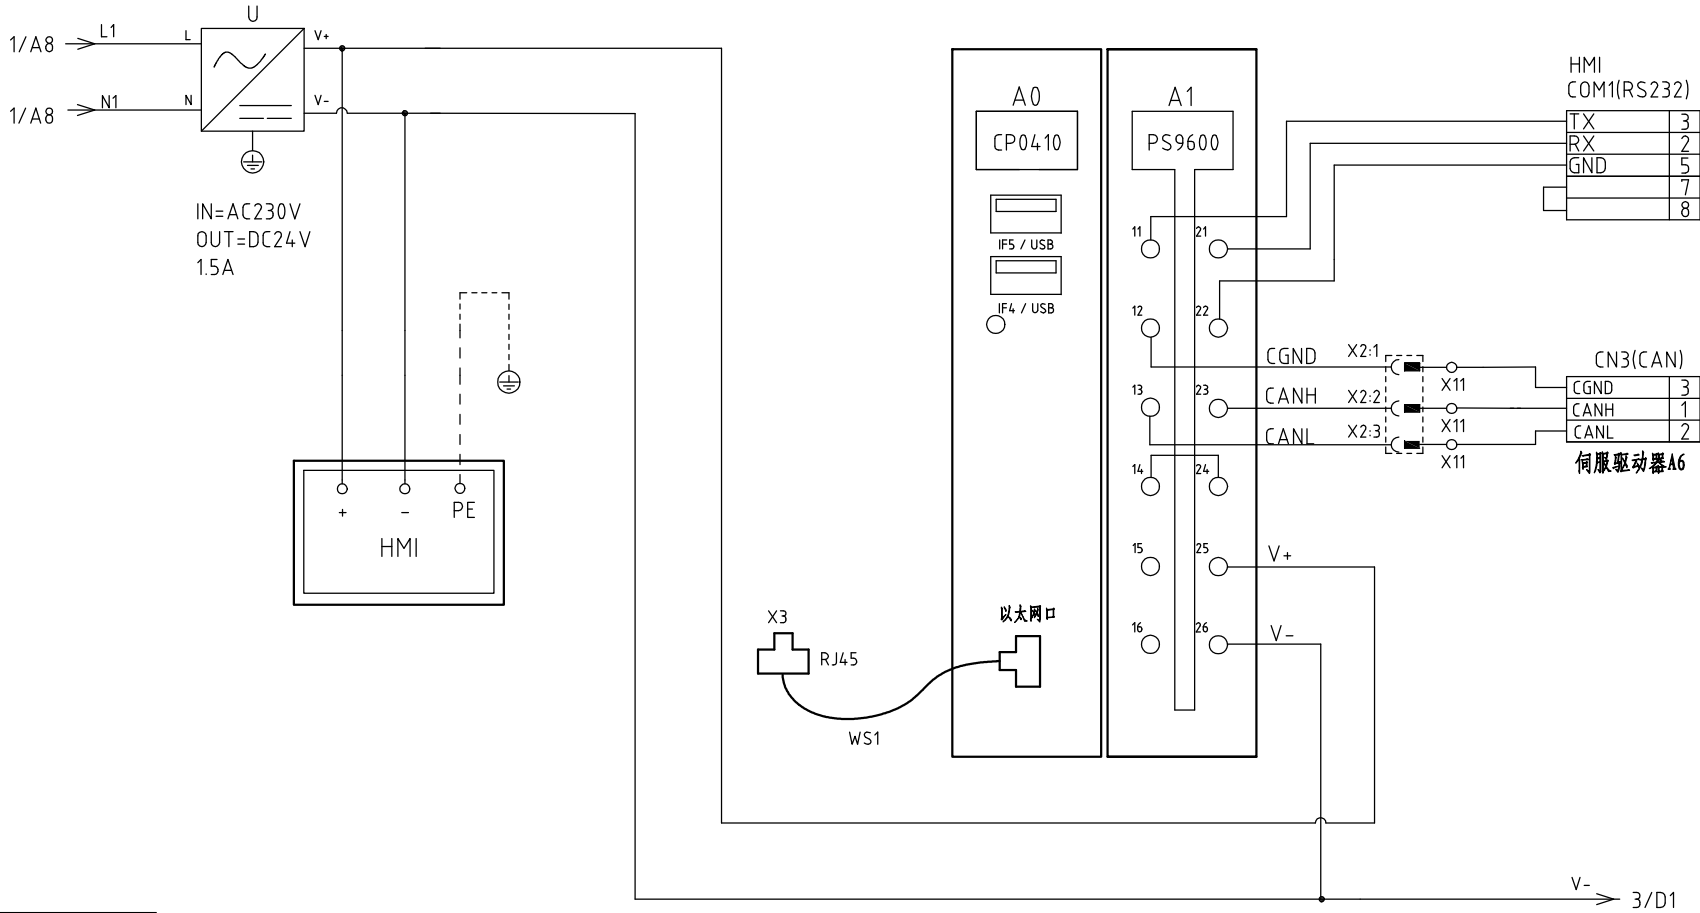 U
1/A8
L1
L
V+
1/A8
N1
N
V-
IN=AC230V
OUT=DC24V
1.5A
+
-
PE
HMI
A0
CP0410
IF5 / USB
IF4 / USB
以太网口
X3
RJ45
WS1
A1
PS9600
11
21
12
22
13
23
14
24
15
25
16
26
HMI
COM1(RS232)
TX 3
RX 2
GND 5
7
8
CGND
X2:1
X11
CANH
X2:2
X11
CANL
X2:3
X11
CN3(CAN)
CGND 3
CANH 1
CANL 2
伺服驱动器A6
V+
V-
V-
3/D1